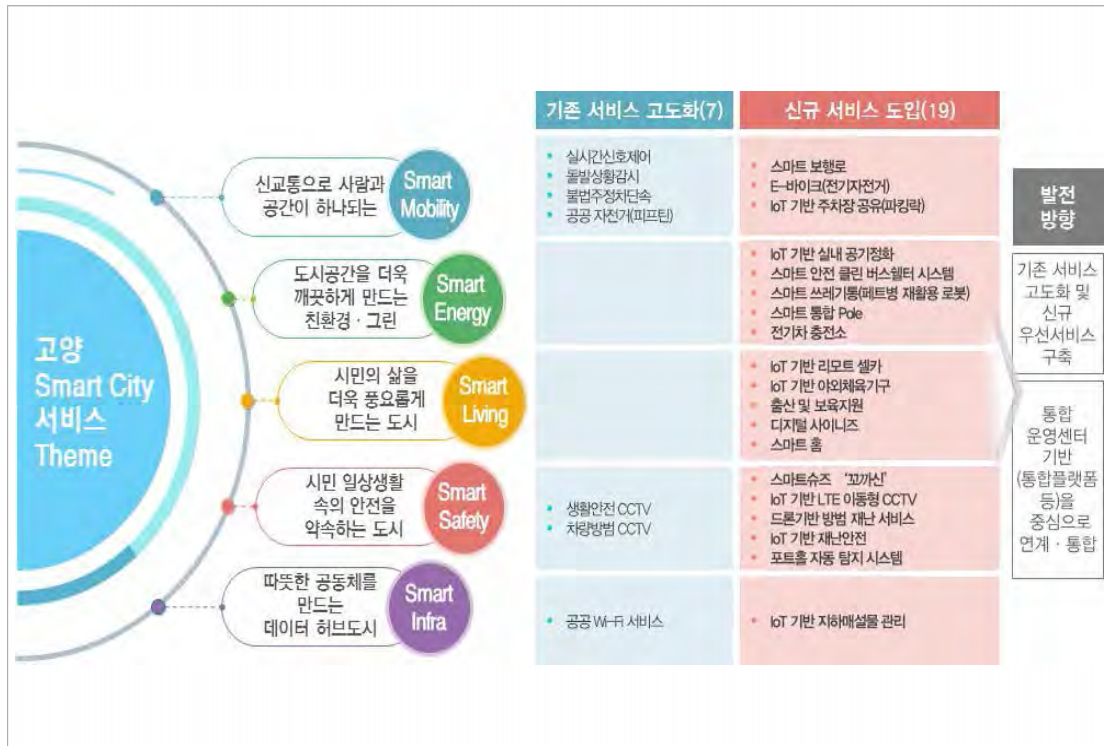 고양
Smart City
서비스
Theme
신교통으로 사람과
공간이 하나되는
Smart
Mobility
도시공간을 더욱
깨끗하게 만드는
친환경 · 그린
Smart
Energy
시민의 삶을
더욱 풍요롭게
만드는 도시
Smart
Living
시민 일상생활
속의 안전을
약속하는 도시
Smart
Safety
따뜻한 공동체를
만드는
데이터 허브도시
Smart
Infra
기존 서비스 고도화(7)
신규 서비스 도입(19)
• 실시간신호제어
• 돌발상황감시
• 불법주정차단속
• 공공 자전거(피프틴)
• 스마트 보행로
• E-바이크(전기자전거)
• IoT 기반 주차장 공유(파킹락)
• IoT 기반 실내 공기정화
• 스마트 안전 클린 버스쉘터 시스템
• 스마트 쓰레기통(페트병 재활용 로봇)
• 스마트 통합 Pole
• 전기차 충전소
• IoT 기반 리모트 셀카
• IoT 기반 야외체육기구
• 출산 및 보육지원
• 디지털 사이니즈
• 스마트 홈
• 생활안전 CCTV
• 차량방범 CCTV
• 스마트슈즈 ‘꼬까신’
• IoT 기반 LTE 이동형 CCTV
• 드론기반 방범 재난 서비스
• IoT 기반 재난안전
• 포트홀 자동 탐지 시스템
• 공공 Wi-Fi 서비스
• IoT 기반 지하매설물 관리
발전
방향
기존 서비스
고도화 및
신규
우선서비스
구축
통합
운영센터
기반
(통합플랫폼
등)을
중심으로
연계 · 통합